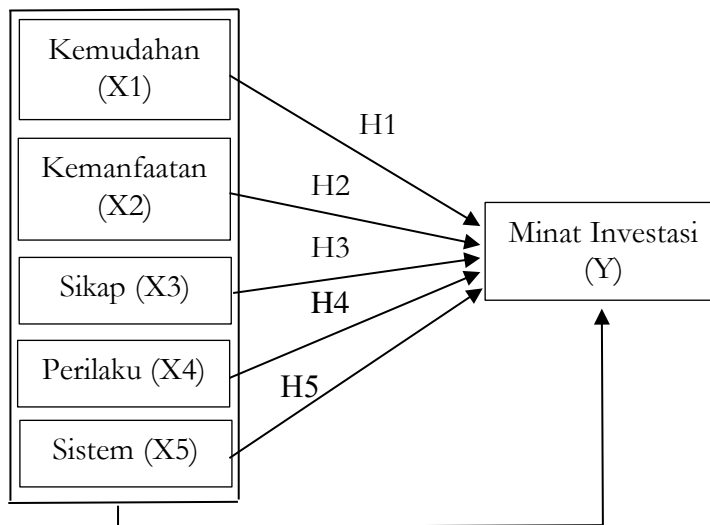 Kemudahan
(X1)
Kemanfaatan
(X2)
Sikap (X3)
Perilaku (X4)
Sistem (X5)
H1
H2
H3
H4
H5
Minat Investasi
(Y)